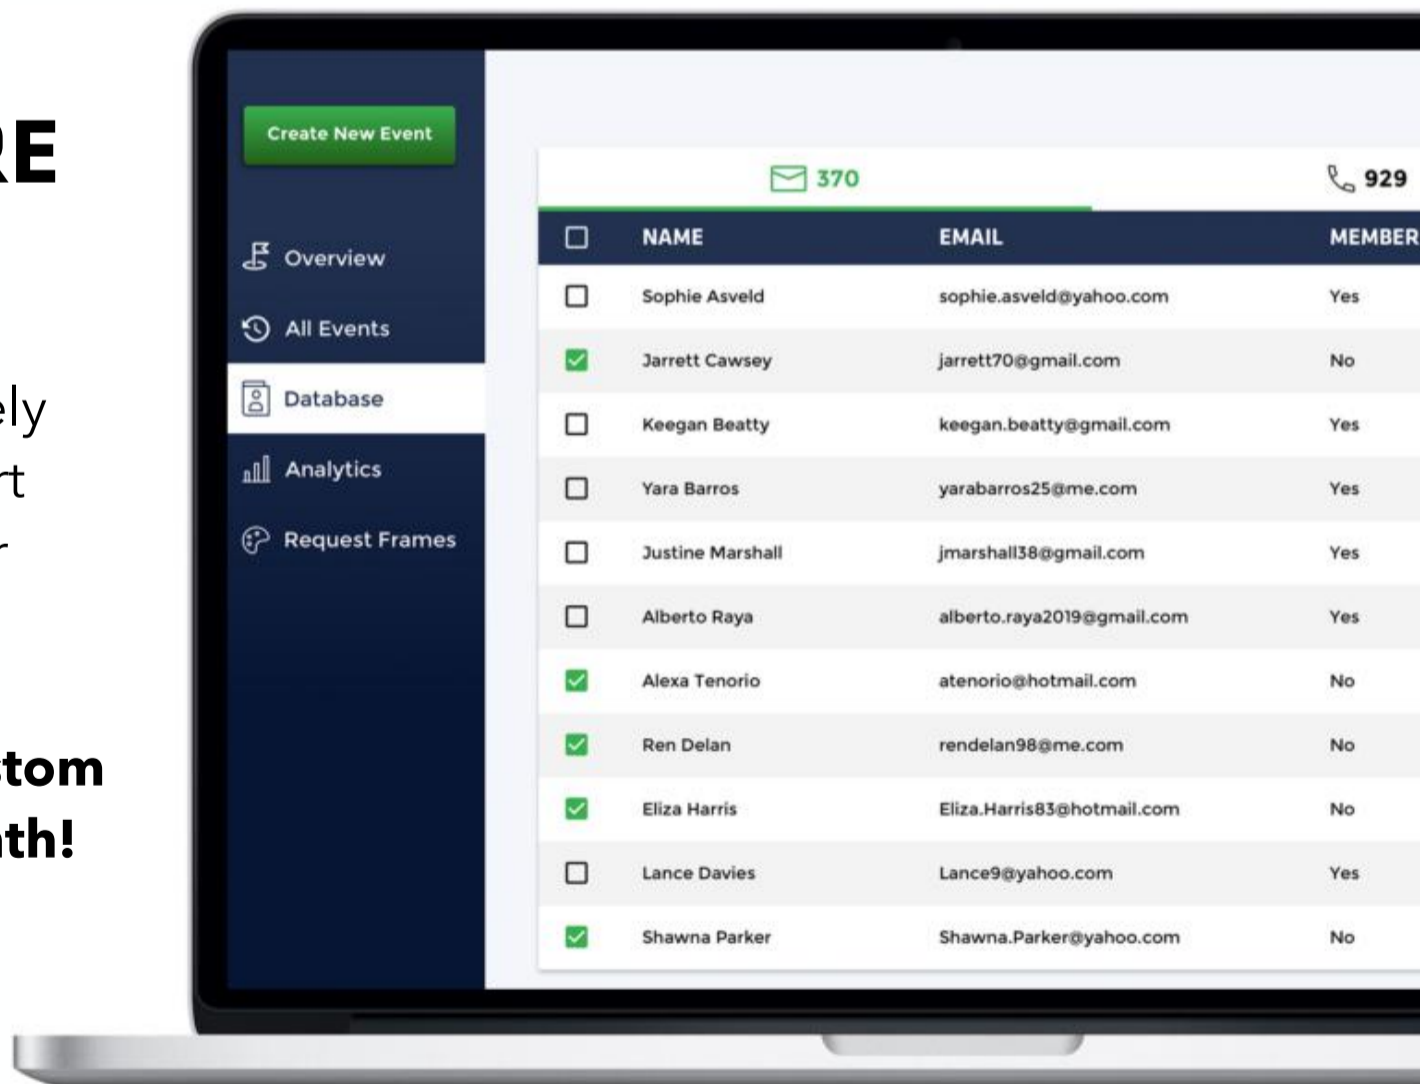 RE
ely
rt
r
stom
nth!
Create New Event
Overview
All Events
Database
Analytics
Request Frames
370 929
NAME EMAIL MEMBER
Sophie Asveld sophie.asveld@yahoo.com Yes
Jarrett Cawsey jarrett70@gmail.com No
Keegan Beatty keegan.beatty@gmail.com Yes
Yara Barros yarabarros25@me.com Yes
Justine Marshall jmarshall38@gmail.com Yes
Alberto Raya alberto.raya2019@gmail.com Yes
Alexa Tenorio atenorio@hotmail.com No
Ren Delan rendelan98@me.com No
Eliza Harris Eliza.Harris83@hotmail.com No
Lance Davies Lance9@yahoo.com Yes
Shawna Parker Shawna.Parker@yahoo.com No